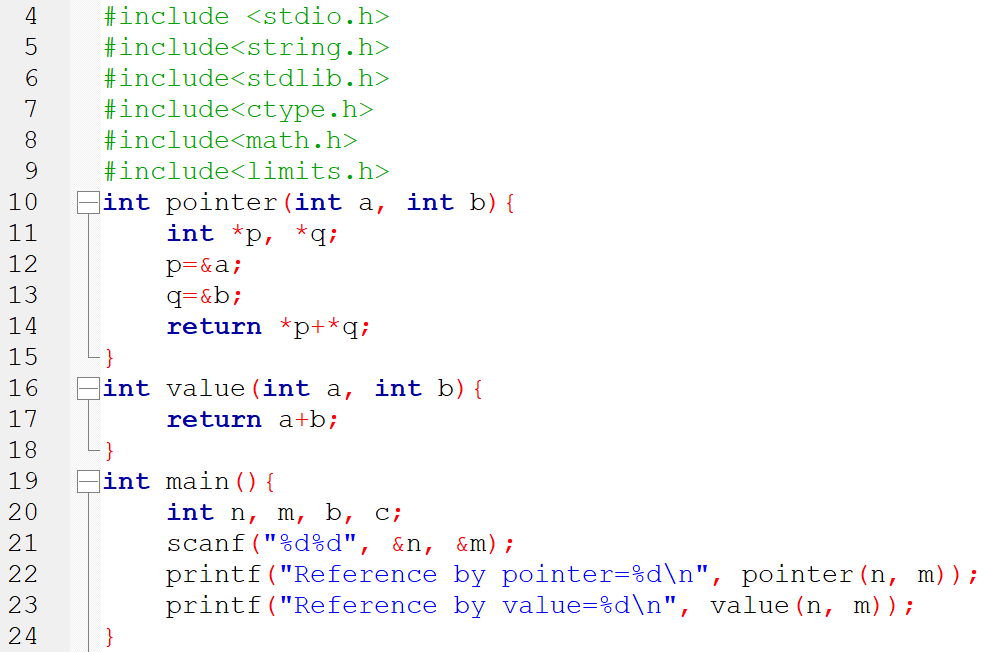 4 #include <stdio.h>
5 #include<string.h>
6 #include<stdlib.h>
7 #include<ctype.h>
8 #include<math.h>
9 #include<limits.h>
10 int pointer(int a, int b){
11     int *p, *q;
12     p=&a;
13     q=&b;
14     return *p+*q;
15 }
16 int value(int a, int b){
17     return a+b;
18 }
19 int main(){
20     int n, m, b, c;
21     scanf("%d%d", &n, &m);
22     printf("Reference by pointer=%d\n", pointer(n, m));
23     printf("Reference by value=%d\n", value(n, m));
24 }